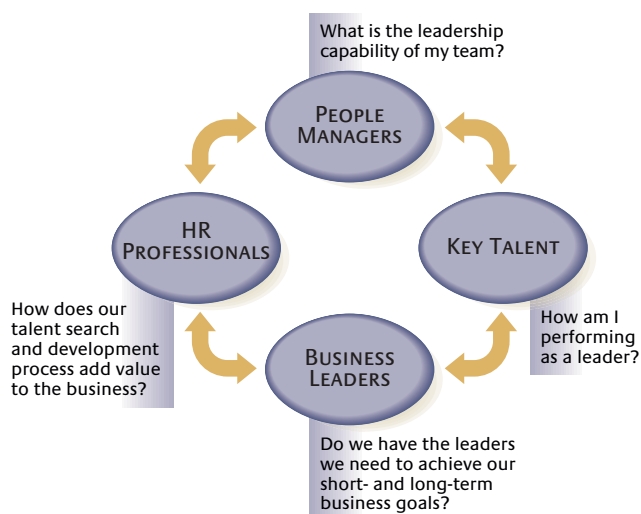 What is the leadership
capability of my team?
PEOPLE
MANAGERS
HR
PROFESSIONALS
KEY TALENT
How does our
talent search
and development
process add value
to the business?
How am I
performing
as a leader?
BUSINESS
LEADERS
Do we have the leaders
we need to achieve our
short- and long-term
business goals?